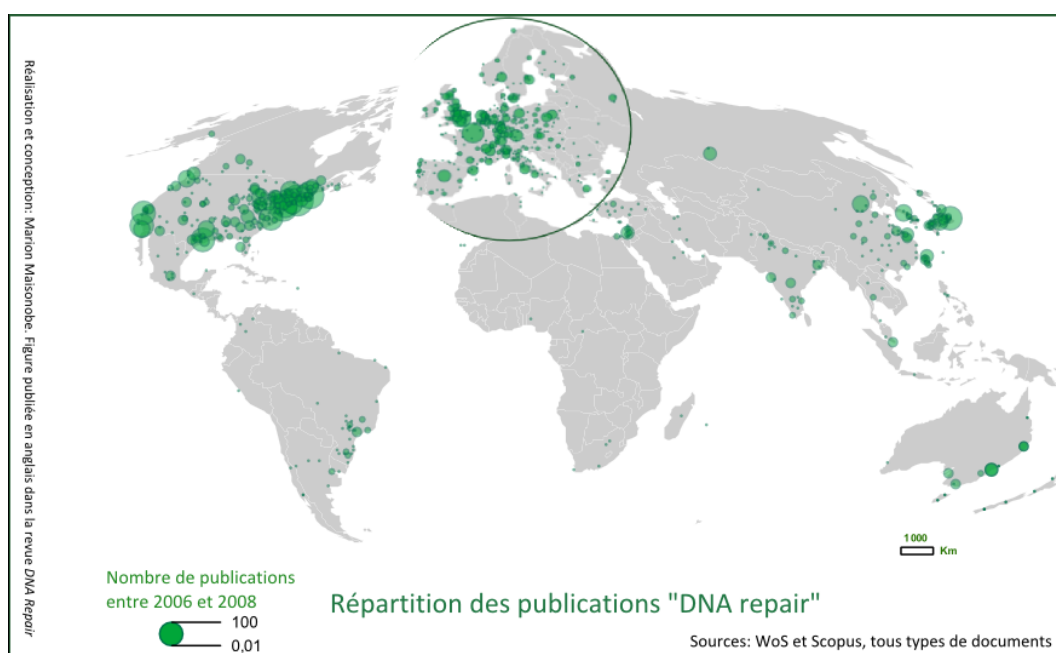 Réalisation et conception: Marion Maisonobe. Figure publiée en anglais dans la revue DNA Repair
1 000
Km
Nombre de publications
entre 2006 et 2008
100
0,01
Répartition des publications "DNA repair"
Sources: WoS et Scopus, tous types de documents